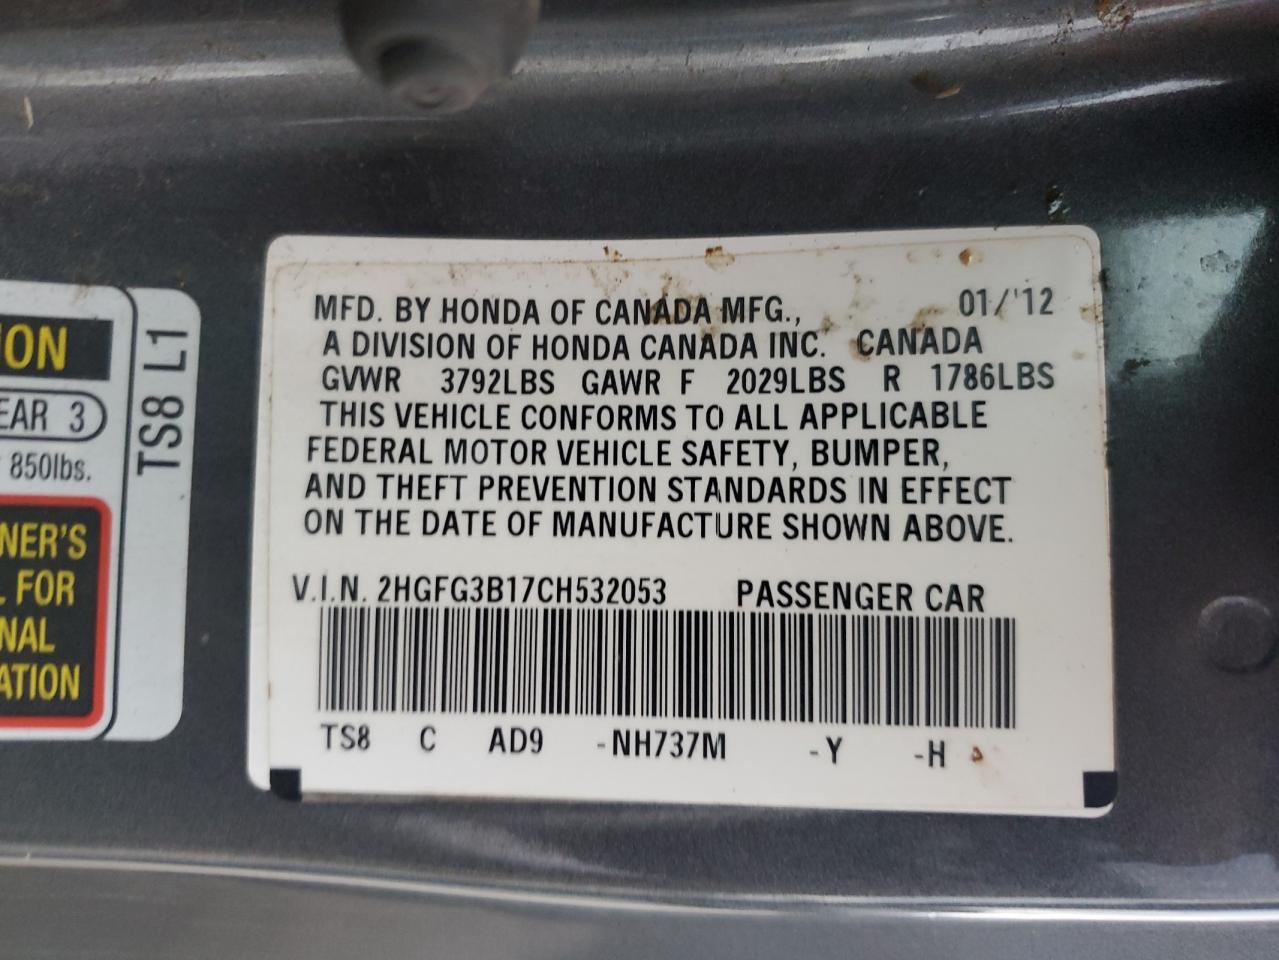 MFD. BY HONDA OF CANADA MFG., 01/'12
A DIVISION OF HONDA CANADA INC. CANADA
GVWR 3792LBS GAWR F 2029LBS R 1786LBS
THIS VEHICLE CONFORMS TO ALL APPLICABLE
FEDERAL MOTOR VEHICLE SAFETY, BUMPER,
AND THEFT PREVENTION STANDARDS IN EFFECT
ON THE DATE OF MANUFACTURE SHOWN ABOVE.
V.I.N. 2HGFG3B17CH532053 PASSENGER CAR
TS8 C AD9 -NH737M -Y -H
ION
EAR 3
850lbs.
NER'S
L FOR
NAL
ATION
TS8 L1